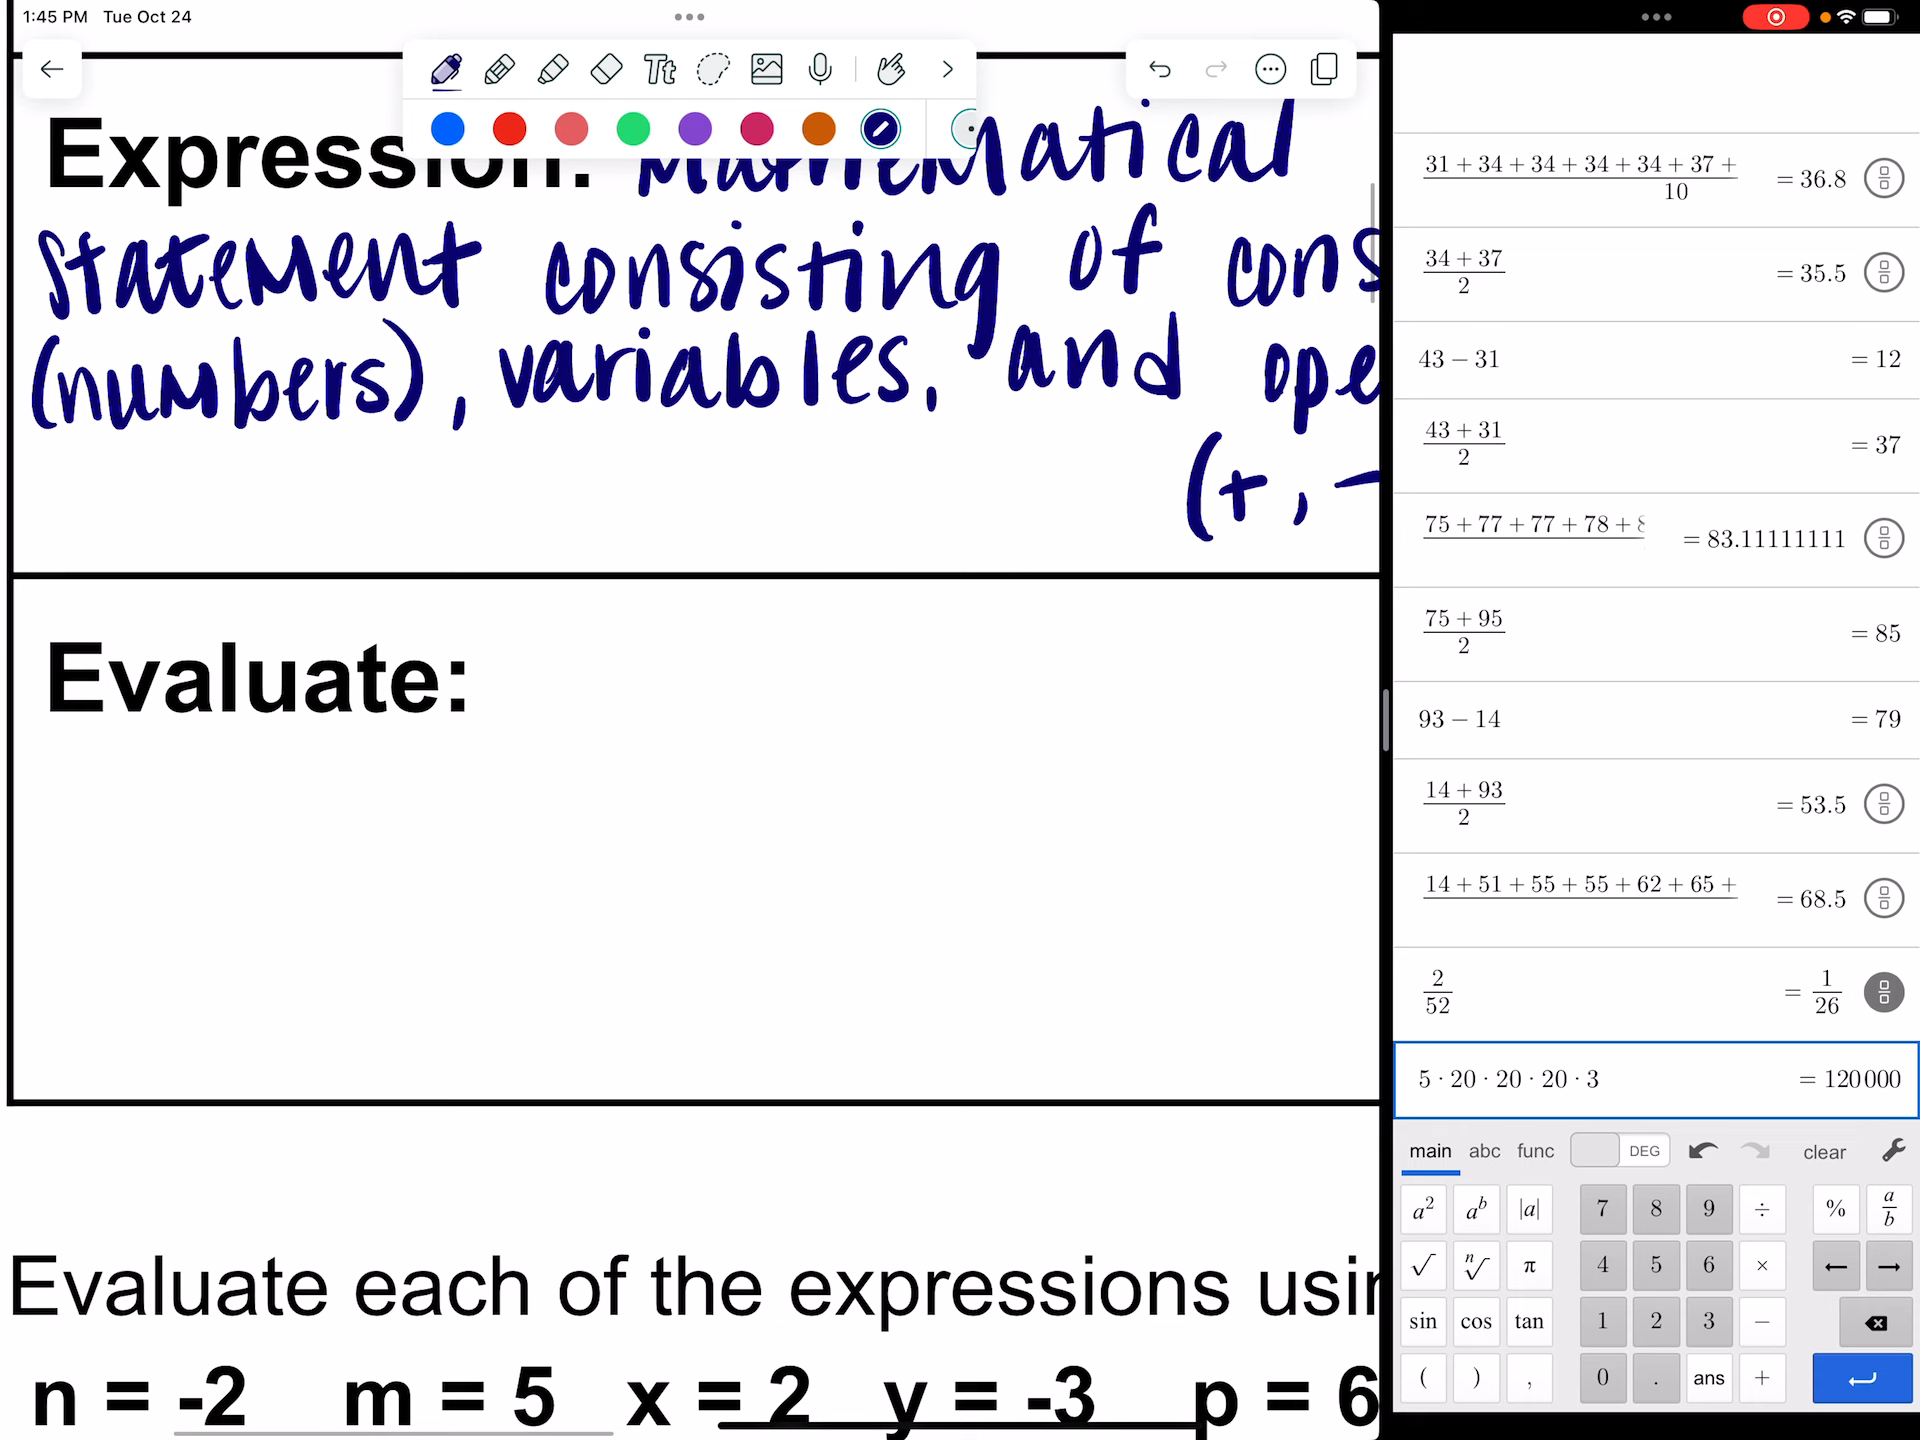 1:45 PM Tue Oct 24
Tt
Expression: Mathematical
statement consisting of cons
(numbers), variables, and ope
(+, -
Evaluate:
Evaluate each of the expressions usin
n = -2 m = 5 x = 2 y = -3 p = 6
31 + 34 + 34 + 34 + 34 + 37 +
10
= 36.8
34 + 37
2
= 35.5
43 − 31 = 12
43 + 31
2
= 37
75 + 77 + 77 + 78 + 8
= 83.11111111
75 + 95
2
= 85
93 − 14 = 79
14 + 93
2
= 53.5
14 + 51 + 55 + 55 + 62 + 65 +
= 68.5
2
52
= 1
26
5 · 20 · 20 · 20 · 3 = 120000
main abc func DEG clear
a² aᵇ |a| 7 8 9 ÷ % a/b
√ ⁿ√ π 4 5 6 × ← →
sin cos tan 1 2 3 −
( ) , 0 . ans +